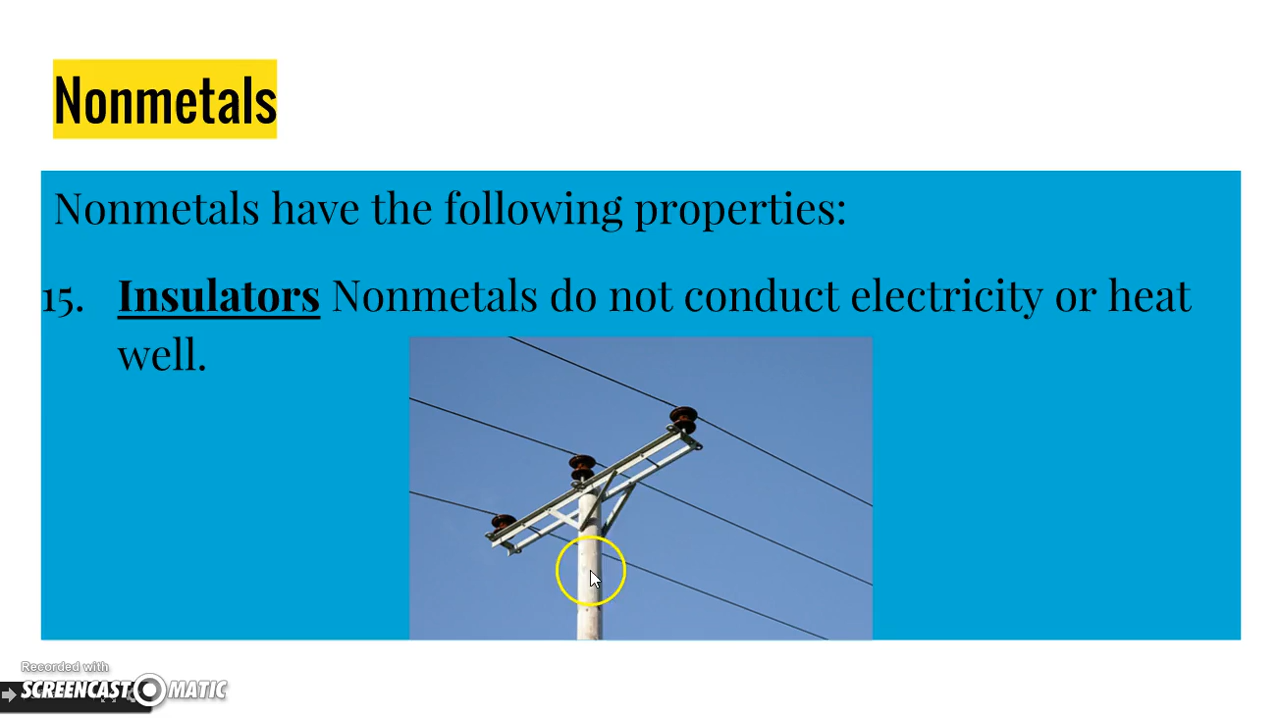 Nonmetals
Nonmetals have the following properties:
15. Insulators Nonmetals do not conduct electricity or heat
well.
Recorded with
SCREENCAST MATIC